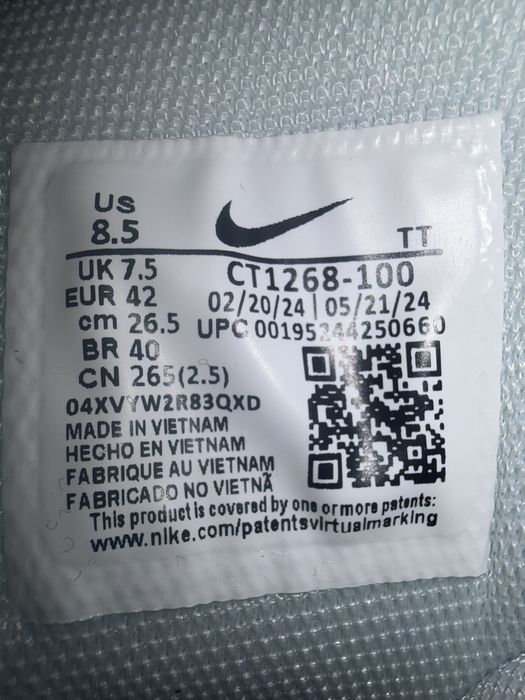 US
8.5
TT
UK 7.5
CT1268-100
EUR 42
02/20/24 | 05/21/24
cm 26.5
UPC 00195244250660
BR 40
CN 265(2.5)
04XVYW2R83QXD
MADE IN VIETNAM
HECHO EN VIETNAM
FABRIQUE AU VIETNAM
FABRICADO NO VIETNÃ
This product is covered by one or more patents:
www.nike.com/patentsvirtualmarking